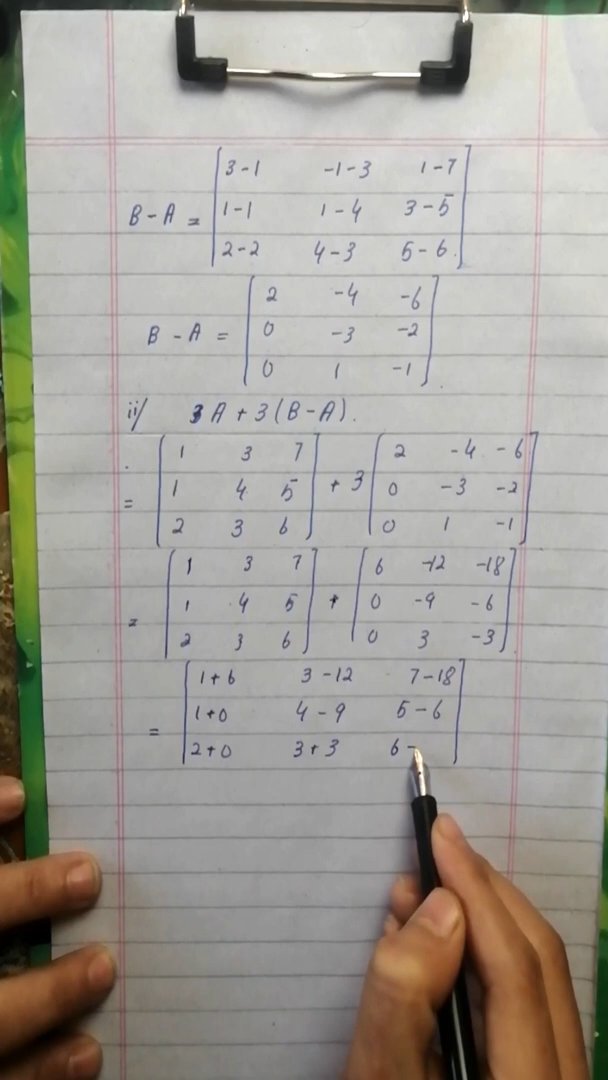 3-1 -1-3 1-7
B-A = 1-1 1-4 3-5
2-2 4-3 5-6.
2 -4 -6
B-A = 0 -3 -2
0 1 -1.
ii/ 3A+3(B-A).
1 3 7 2 -4 -6
= 1 4 5 + 3 0 -3 -2
2 3 6 0 1 -1
1 3 7 6 -12 -18
= 1 4 5 + 0 -9 -6
2 3 6 0 3 -3
1+6 3-12 7-18
= 1+0 4-9 5-6
2+0 3+3 6-